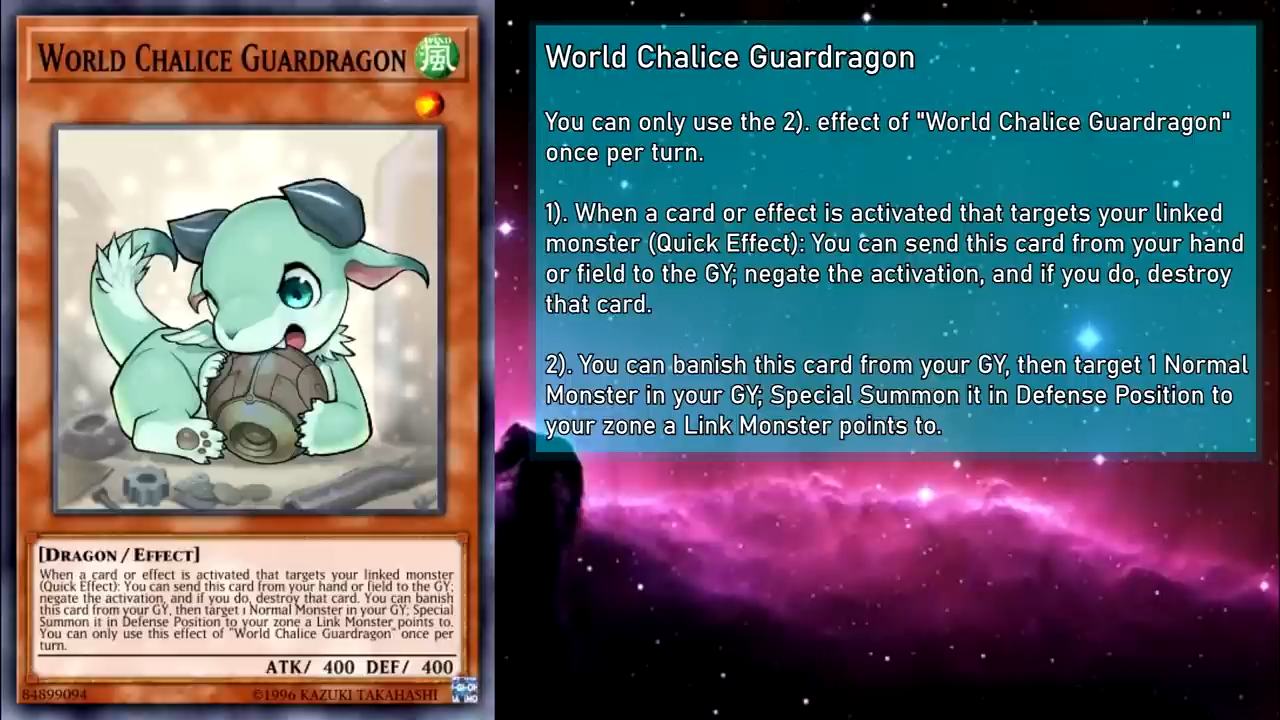 WORLD CHALICE GUARDRAGON
WIND
風
[DRAGON / EFFECT]
When a card or effect is activated that targets your linked monster
(Quick Effect): You can send this card from your hand or field to the GY;
negate the activation, and if you do, destroy that card. You can banish
this card from your GY, then target 1 Normal Monster in your GY; Special
Summon it in Defense Position to your zone a Link Monster points to.
You can only use this effect of "World Chalice Guardragon" once per
turn.
ATK/ 400 DEF/ 400
84899094
©1996 KAZUKI TAKAHASHI
World Chalice Guardragon
You can only use the 2). effect of "World Chalice Guardragon"
once per turn.
1). When a card or effect is activated that targets your linked
monster (Quick Effect): You can send this card from your hand
or field to the GY; negate the activation, and if you do, destroy
that card.
2). You can banish this card from your GY, then target 1 Normal
Monster in your GY; Special Summon it in Defense Position to
your zone a Link Monster points to.